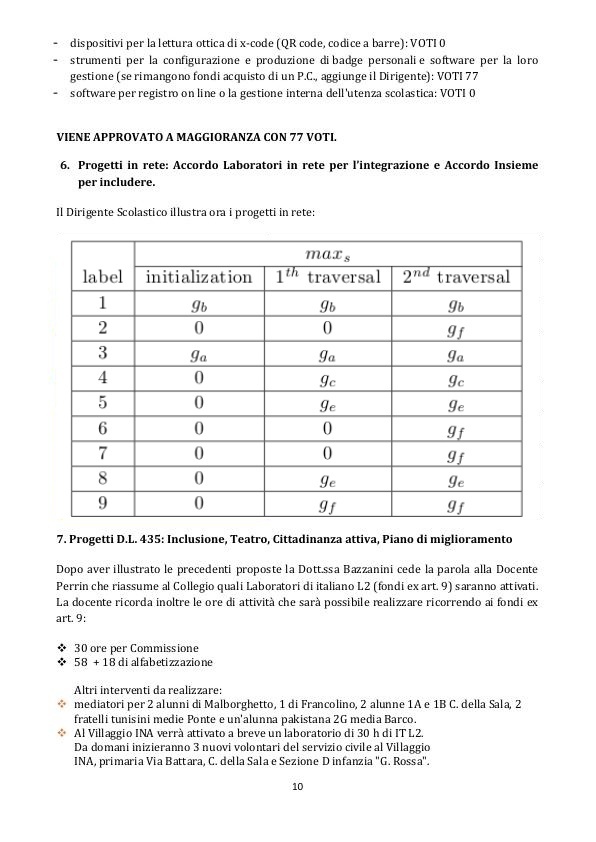 - dispositivi per la lettura ottica di x-code (QR code, codice a barre): VOTI 0
- strumenti per la configurazione e produzione di badge personali e software per la loro
gestione (se rimangono fondi acquisto di un P.C., aggiunge il Dirigente): VOTI 77
- software per registro on line o la gestione interna dell'utenza scolastica: VOTI 0
VIENE APPROVATO A MAGGIORANZA CON 77 VOTI.
6. Progetti in rete: Accordo Laboratori in rete per l'integrazione e Accordo Insieme
per includere.
Il Dirigente Scolastico illustra ora i progetti in rete:
max_s
label initialization 1^th traversal 2^nd traversal
1 g_b g_b g_b
2 0 0 g_f
3 g_a g_a g_a
4 0 g_c g_c
5 0 g_e g_e
6 0 0 g_f
7 0 0 g_f
8 0 g_e g_e
9 0 g_f g_f
7. Progetti D.L. 435: Inclusione, Teatro, Cittadinanza attiva, Piano di miglioramento
Dopo aver illustrato le precedenti proposte la Dott.ssa Bazzanini cede la parola alla Docente
Perrin che riassume al Collegio quali Laboratori di italiano L2 (fondi ex art. 9) saranno attivati.
La docente ricorda inoltre le ore di attività che sarà possibile realizzare ricorrendo ai fondi ex
art. 9:
❖ 30 ore per Commissione
❖ 58 + 18 di alfabetizzazione
Altri interventi da realizzare:
❖ mediatori per 2 alunni di Malborghetto, 1 di Francolino, 2 alunne 1A e 1B C. della Sala, 2
fratelli tunisini medie Ponte e un'alunna pakistana 2G media Barco.
❖ Al Villaggio INA verrà attivato a breve un laboratorio di 30 h di IT L2.
Da domani inizieranno 3 nuovi volontari del servizio civile al Villaggio
INA, primaria Via Battara, C. della Sala e Sezione D infanzia "G. Rossa".
10